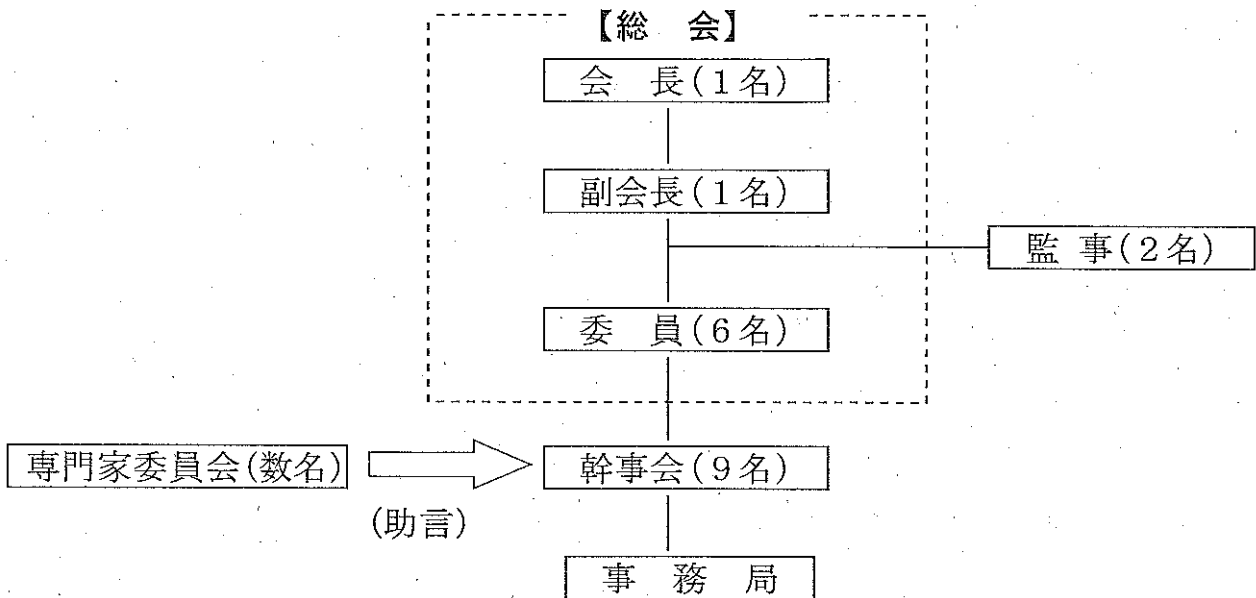 【総　会】
会　長(1名)
副会長(1名)
監 事(2名)
委　員(6名)
専門家委員会(数名)
幹事会(9名)
(助言)
事　務　局